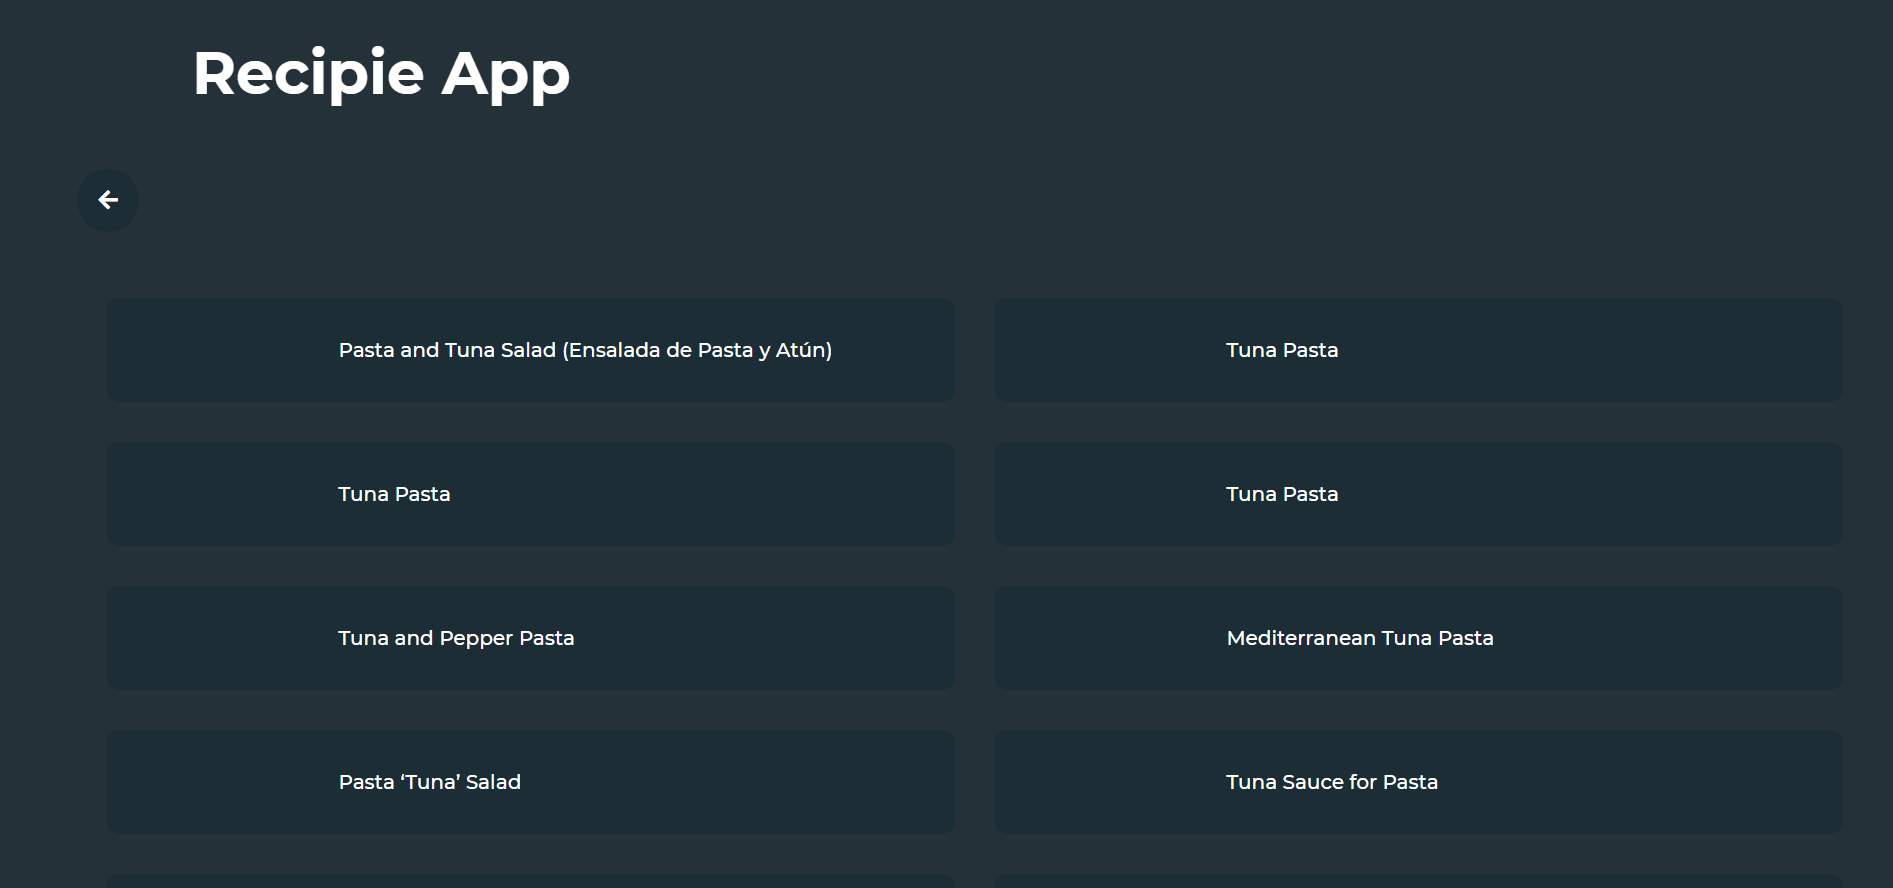 Recipie App
Pasta and Tuna Salad (Ensalada de Pasta y Atún)
Tuna Pasta
Tuna Pasta
Tuna Pasta
Tuna and Pepper Pasta
Mediterranean Tuna Pasta
Pasta ‘Tuna’ Salad
Tuna Sauce for Pasta